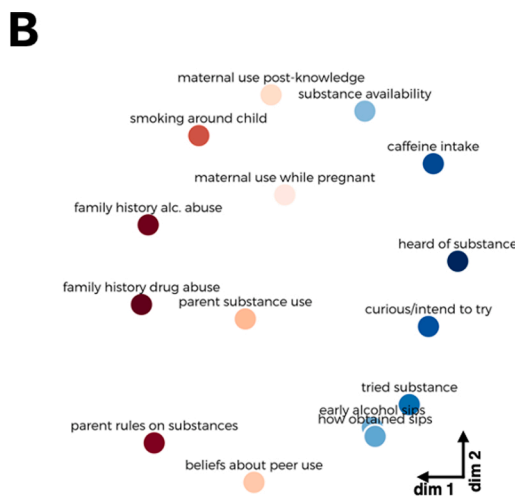 B
maternal use post-knowledge
substance availability
smoking around child
caffeine intake
maternal use while pregnant
family history alc. abuse
heard of substance
family history drug abuse
parent substance use
curious/intend to try
tried substance
early alcohol sips
how obtained sips
parent rules on substances
beliefs about peer use
dim 1
dim 2